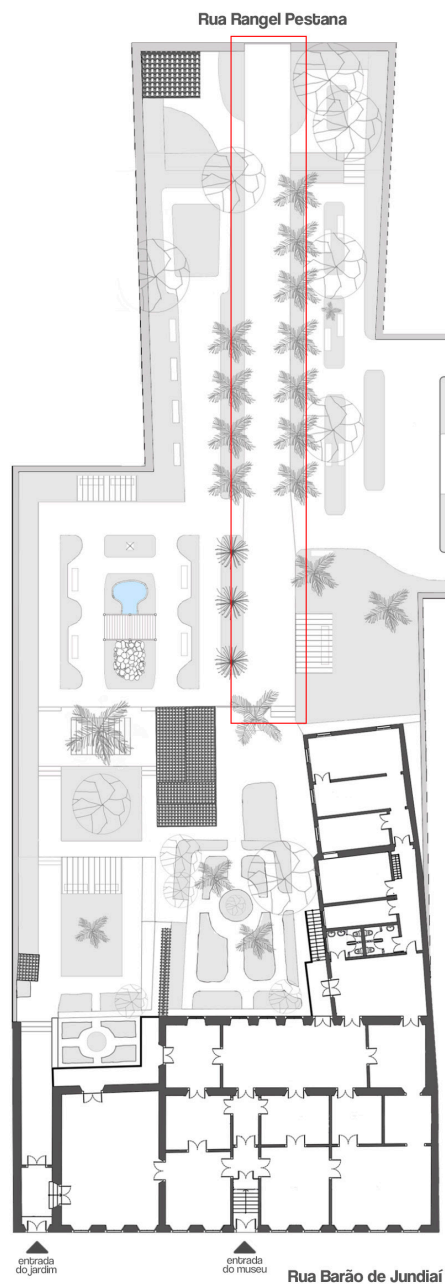 Rua Rangel Pestana
entrada
do jardim
entrada
do museu
Rua Barão de Jundiaí